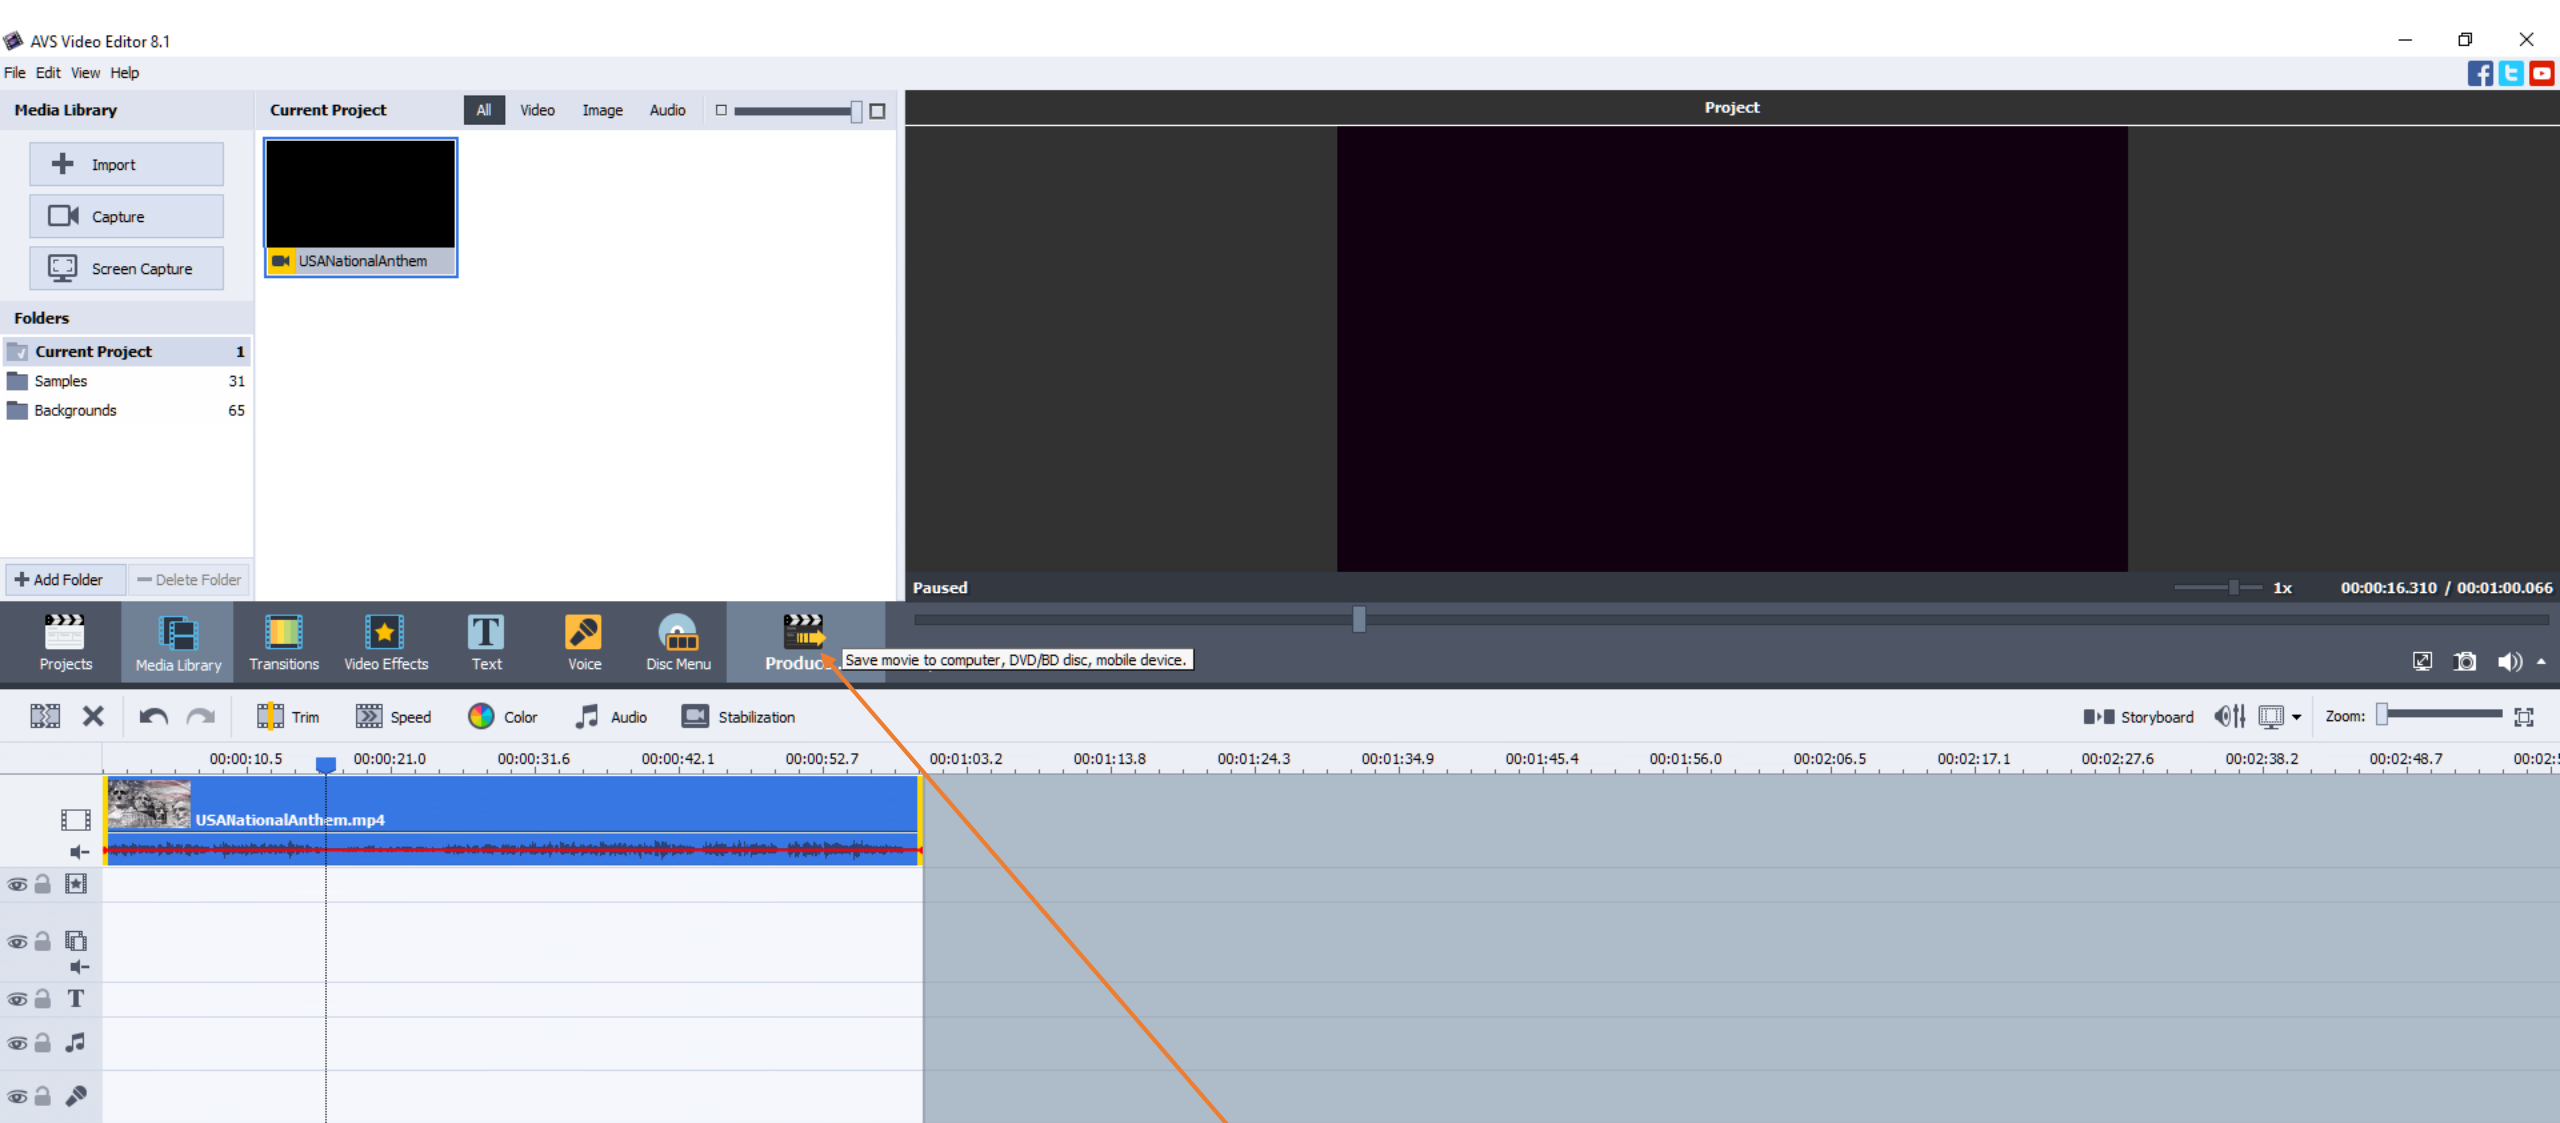 AVS Video Editor 8.1
File Edit View Help
Media Library
Current Project
All Video Image Audio
Project
Import
Capture
Screen Capture
USANationalAnthem
Folders
Current Project 1
Samples 31
Backgrounds 65
Add Folder
Delete Folder
Paused
1x
00:00:16.310 / 00:01:00.066
Projects
Media Library
Transitions
Video Effects
T
Text
Voice
Disc Menu
Produc
Save movie to computer, DVD/BD disc, mobile device.
Trim
Speed
Color
Audio
Stabilization
Storyboard
Zoom:
00:00:10.5 00:00:21.0 00:00:31.6 00:00:42.1 00:00:52.7 00:01:03.2 00:01:13.8 00:01:24.3 00:01:34.9 00:01:45.4 00:01:56.0 00:02:06.5 00:02:17.1 00:02:27.6 00:02:38.2 00:02:48.7 00:02:
USANationalAnthem.mp4
T